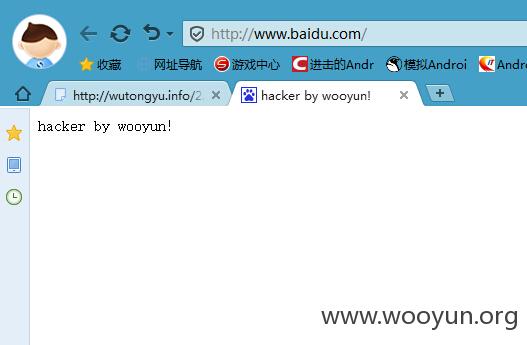 http://www.baidu.com/
收藏 网址导航 游戏中心 进击的Andr 模拟Androi Andro
http://wutongyu.info/2. hacker by wooyun!
hacker by wooyun!
www.wooyun.org